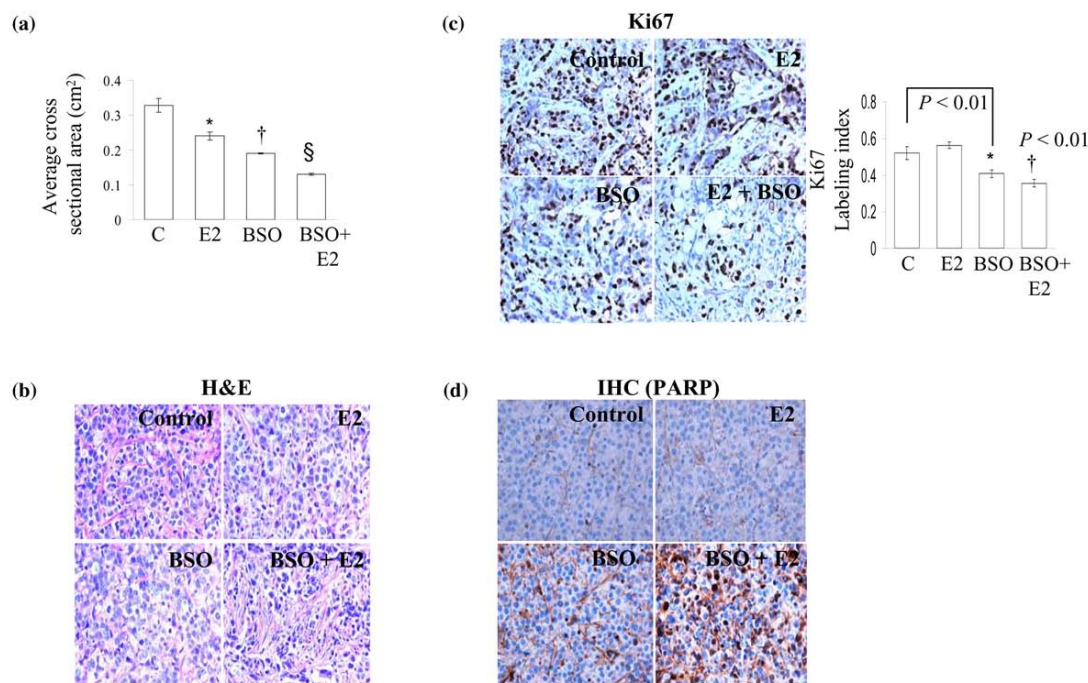 (a)
Average cross
sectional area (cm²)
0.4
0.3
0.2
0.1
0
*
†
§
C
E2
BSO
BSO+
E2
(c)
Ki67
Control
E2
BSO
E2 + BSO
Ki67
Labeling index
0.8
0.6
0.4
0.2
0
P < 0.01
P < 0.01
*
†
C
E2
BSO
BSO+
E2
(b)
H&E
Control
E2
BSO
BSO + E2
(d)
IHC (PARP)
Control
E2
BSO
BSO + E2